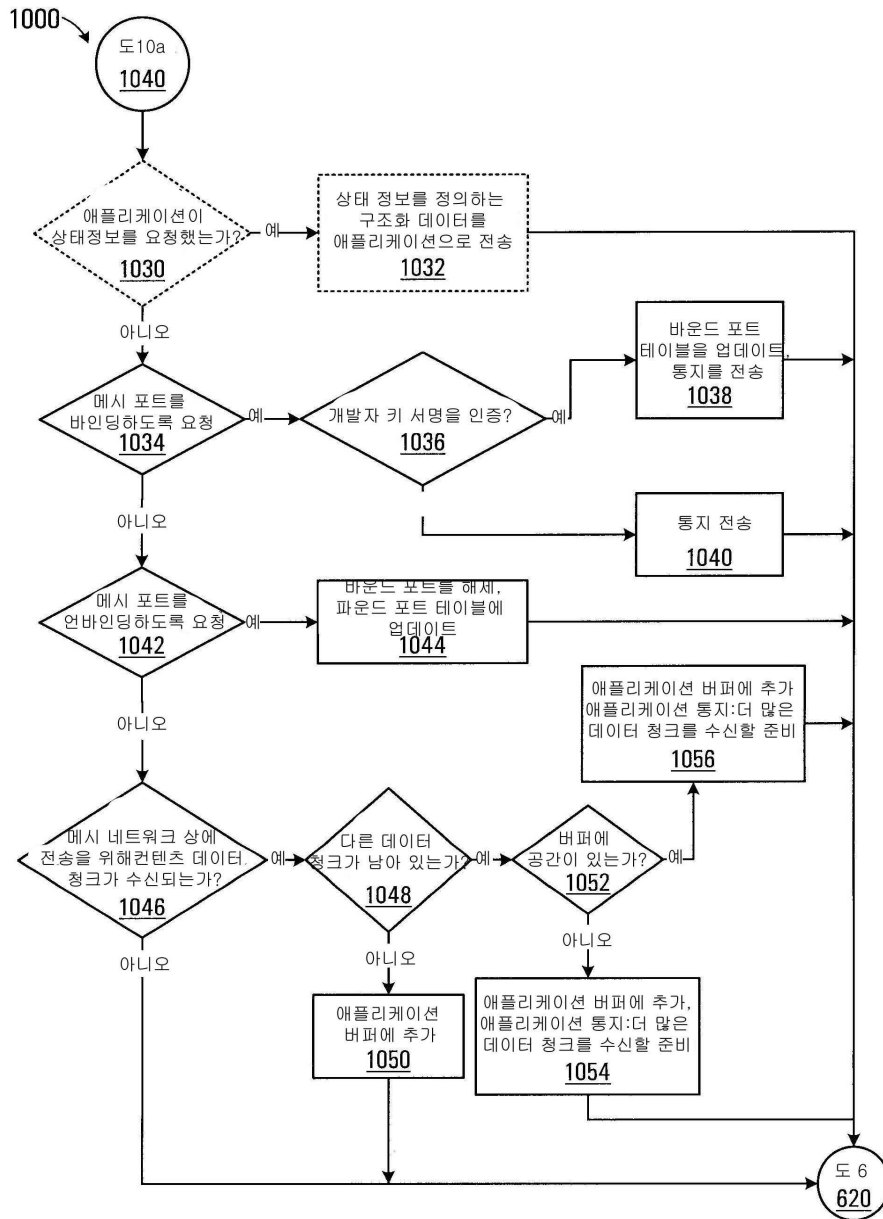 1000
도10a
1040
애플리케이션이
상태정보를 요청했는가?
1030
예
상태 정보를 정의하는
구조화 데이터를
애플리케이션으로 전송
1032
아니오
메시 포트를
바인딩하도록 요청
1034
예
개발자 키 서명을 인증?
1036
예
바운드 포트
테이블을 업데이트,
통지를 전송
1038
통지 전송
1040
아니오
메시 포트를
언바인딩하도록 요청
1042
예
바운드 포트를 해세,
파운드 포트 테이블에
업데이트
1044
아니오
메시 네트워크 상에
전송을 위해컨텐츠 데이터
청크가 수신되는가?
1046
예
다른 데이터
청크가 남아 있는가?
1048
예
버퍼에
공간이 있는가?
1052
예
애플리케이션 버퍼에 추가
애플리케이션 통지:더 많은
데이터 청크를 수신할 준비
1056
아니오
아니오
애플리케이션
버퍼에 추가
1050
아니오
애플리케이션 버퍼에 추가,
애플리케이션 통지:더 많은
데이터 청크를 수신할 준비
1054
도 6
620